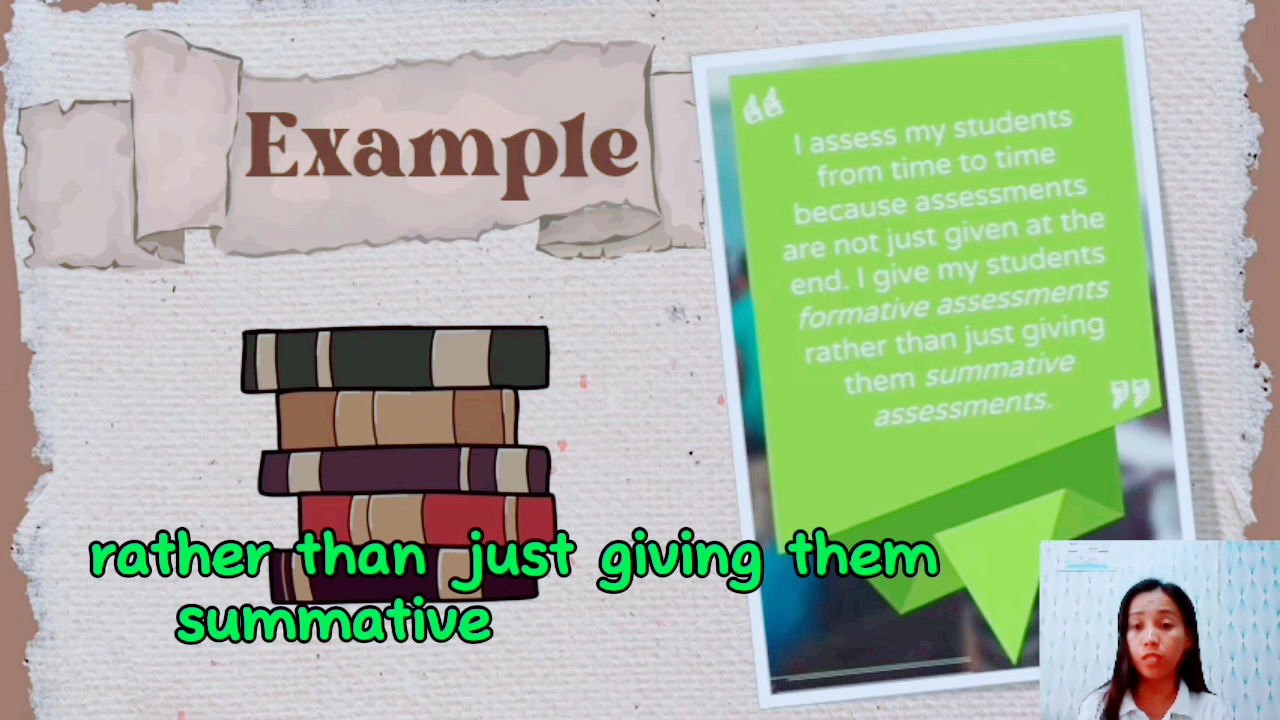 Example
“
I assess my students
from time to time
because assessments
are not just given at the
end. I give my students
formative assessments
rather than just giving
them summative
assessments.
”
rather than just giving them
summative